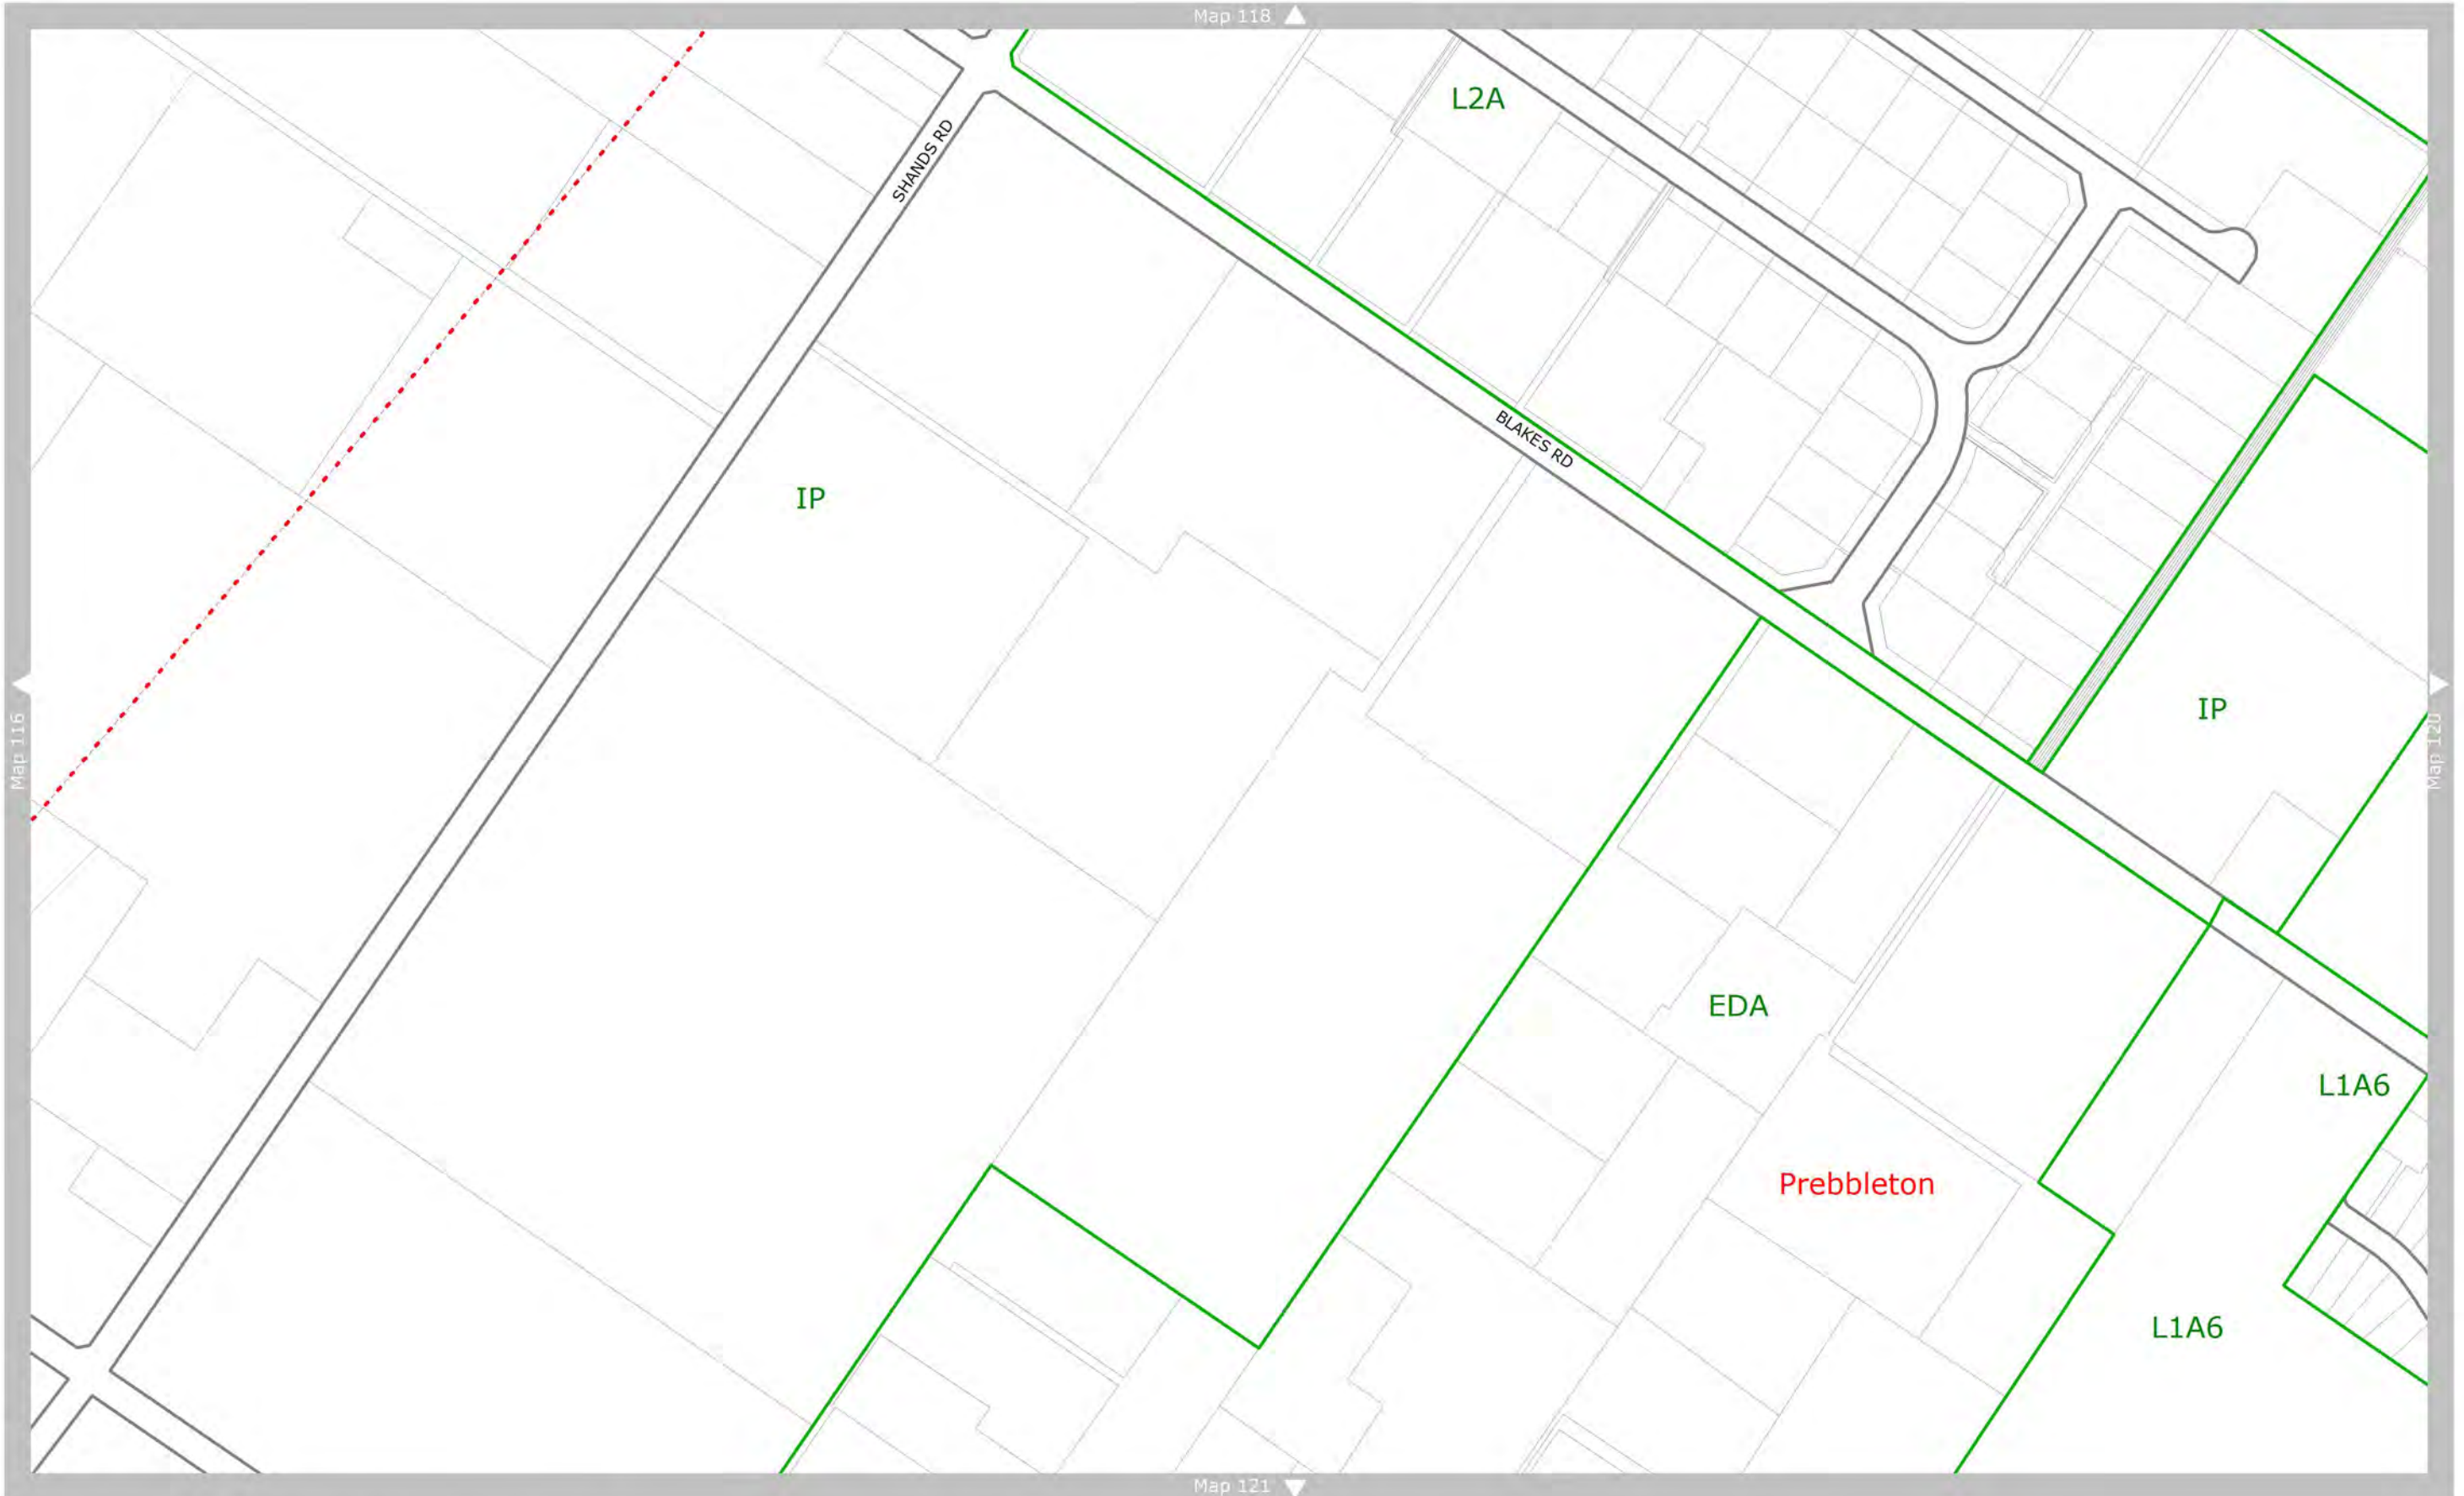 Map 118
L2A
SHANDS RD
BLAKES RD
IP
IP
Map 116
Map 120
EDA
L1A6
Prebbleton
L1A6
Map 121